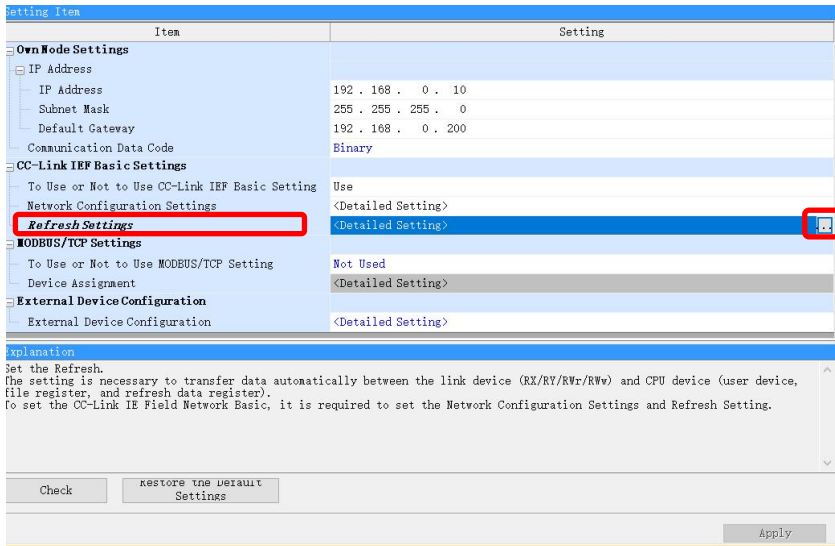 Setting Item
Item Setting
Own Node Settings
IP Address
IP Address 192 . 168 . 0 . 10
Subnet Mask 255 . 255 . 255 . 0
Default Gateway 192 . 168 . 0 . 200
Communication Data Code Binary
CC-Link IEF Basic Settings
To Use or Not to Use CC-Link IEF Basic Setting Use
Network Configuration Settings <Detailed Setting>
Refresh Settings <Detailed Setting> ...
MODBUS/TCP Settings
To Use or Not to Use MODBUS/TCP Setting Not Used
Device Assignment <Detailed Setting>
External Device Configuration
External Device Configuration <Detailed Setting>
Explanation
Set the Refresh.
The setting is necessary to transfer data automatically between the link device (RX/RY/RWr/RWw) and CPU device (user device,
file register, and refresh data register).
To set the CC-Link IE Field Network Basic, it is required to set the Network Configuration Settings and Refresh Setting.
Check
Restore the Default
Settings
Apply